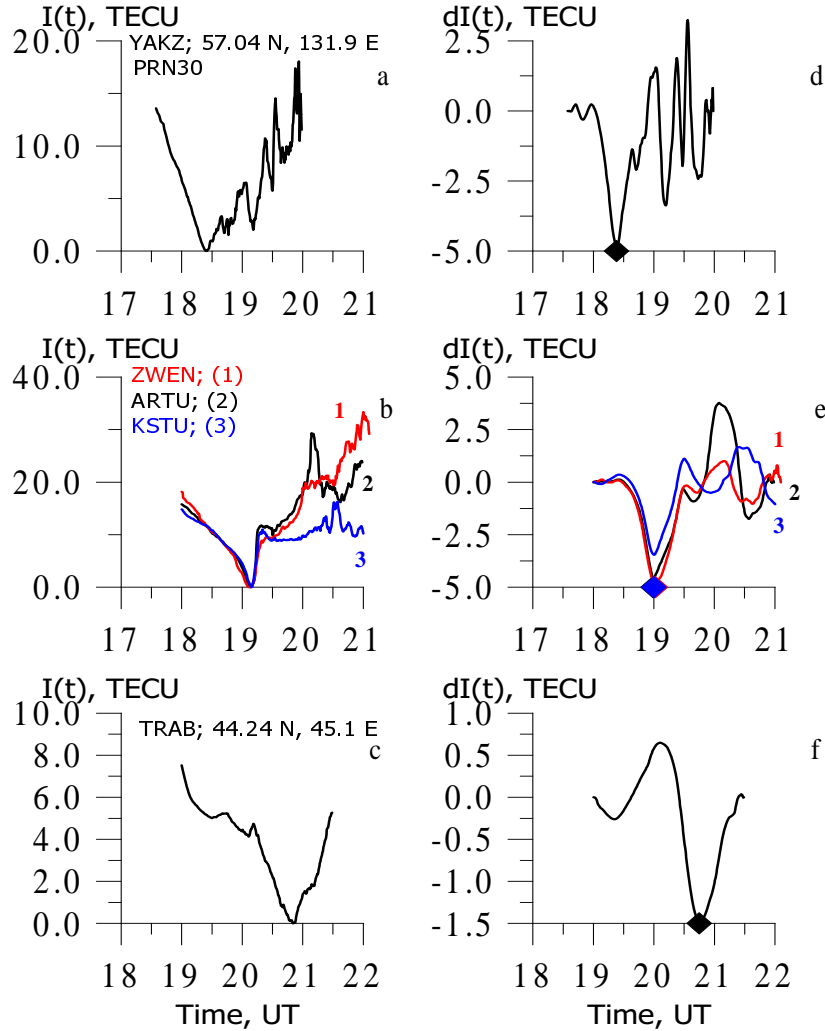 I(t), TECU
YAKZ; 57.04 N, 131.9 E
PRN30
a
20.0
10.0
0.0
17 18 19 20 21 22
dI(t), TECU
d
2.5
0.0
-2.5
-5.0
17 18 19 20 21 22
I(t), TECU
ZWEN; (1)
ARTU; (2)
KSTU; (3)
b
1
2
3
40.0
20.0
0.0
17 18 19 20 21 22
dI(t), TECU
e
1
2
3
5.0
2.5
0.0
-2.5
-5.0
17 18 19 20 21
I(t), TECU
TRAB; 44.24 N, 45.1 E
c
10.0
8.0
6.0
4.0
2.0
0.0
18 19 20 21 22
Time, UT
dI(t), TECU
f
1.0
0.5
0.0
-0.5
-1.0
-1.5
17 18 19 20 21 22
Time, UT